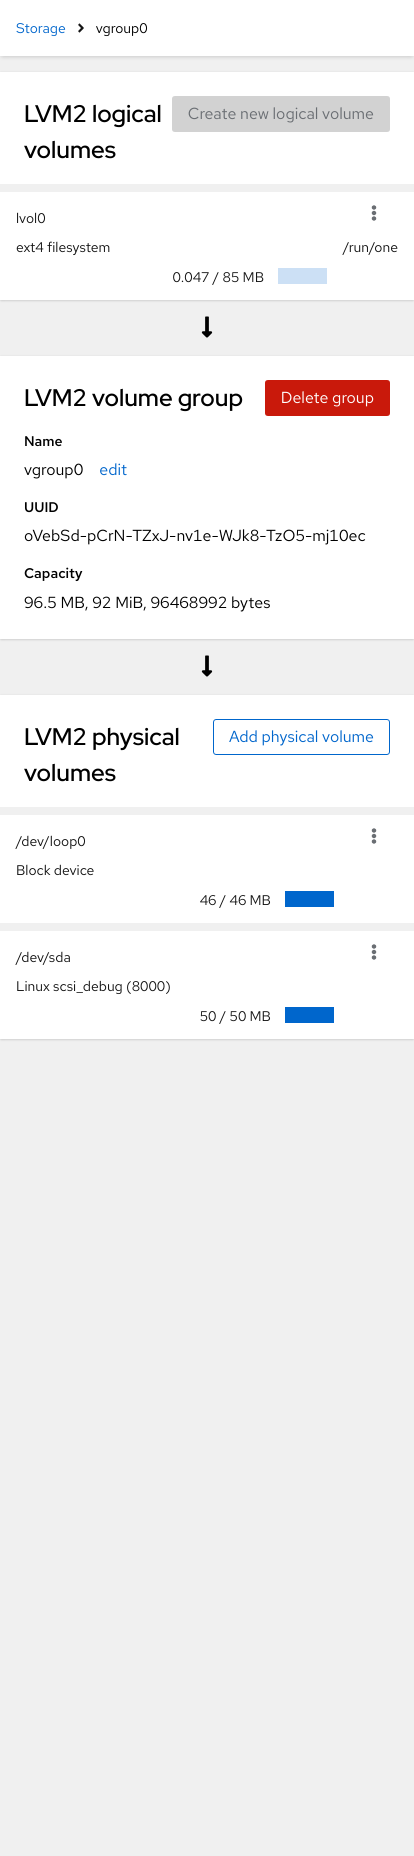 Storage vgroup0
LVM2 logical volumes
Create new logical volume
lvol0
ext4 filesystem /run/one
0.047 / 85 MB
LVM2 volume group
Delete group
Name
vgroup0 edit
UUID
oVebSd-pCrN-TZxJ-nv1e-WJk8-TzO5-mj10ec
Capacity
96.5 MB, 92 MiB, 96468992 bytes
LVM2 physical volumes
Add physical volume
/dev/loop0
Block device
46 / 46 MB
/dev/sda
Linux scsi_debug (8000)
50 / 50 MB